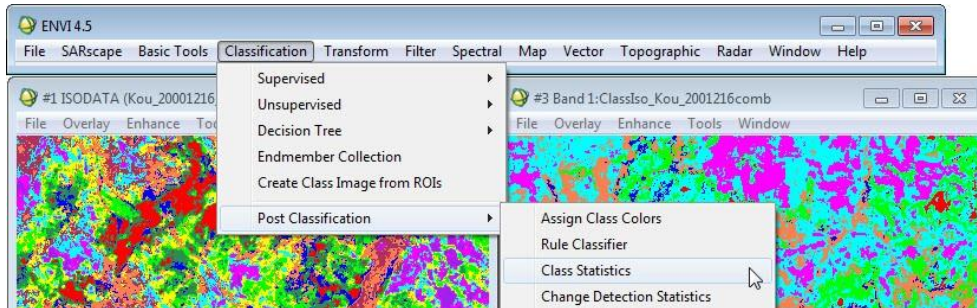 ENVI 4.5
File SARscape Basic Tools Classification Transform Filter Spectral Map Vector Topographic Radar Window Help
Supervised
Unsupervised
Decision Tree
Endmember Collection
Create Class Image from ROIs
Post Classification
#1 ISODATA (Kou_20001216
File Overlay Enhance Too
#3 Band 1:ClassIso_Kou_2001216comb
File Overlay Enhance Tools Window
Assign Class Colors
Rule Classifier
Class Statistics
Change Detection Statistics